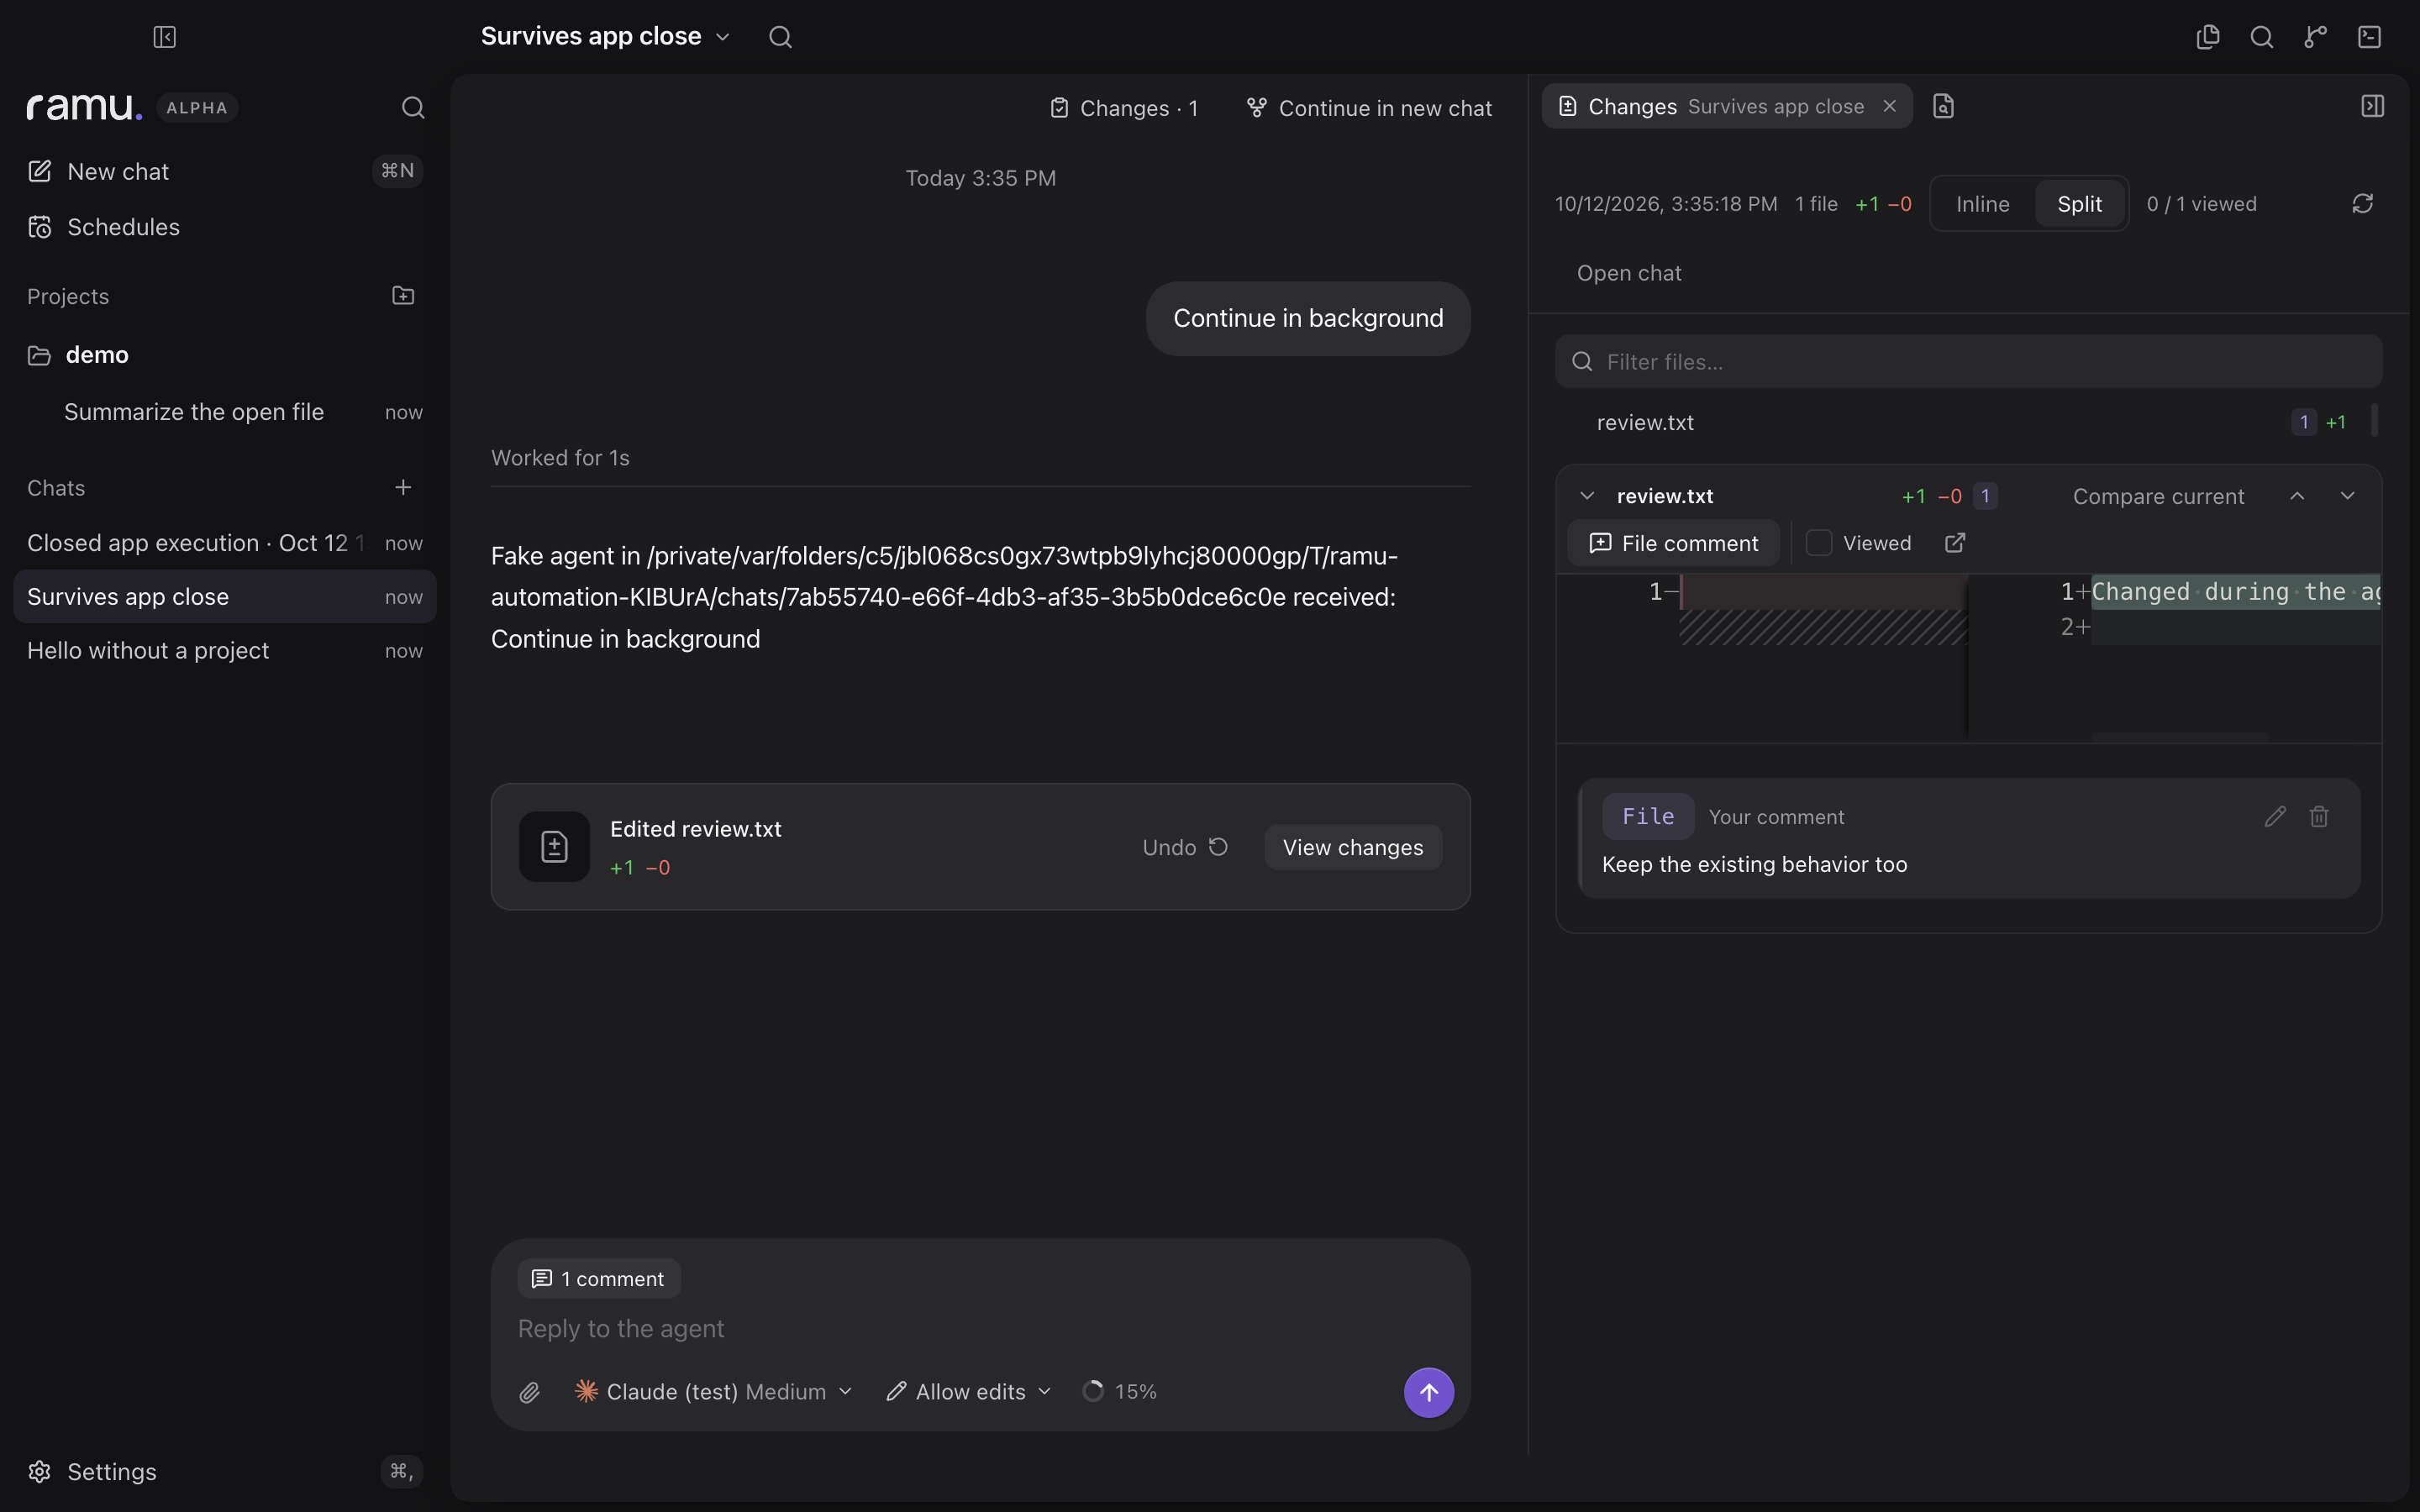 Survives app close
ramu. ALPHA
New chat ⌘N
Schedules
Projects
demo
Summarize the open file now
Chats
Closed app execution · Oct 12 now
Survives app close now
Hello without a project now
Settings ⌘,
Changes · 1 Continue in new chat
Today 3:35 PM
Continue in background
Worked for 1s
Fake agent in /private/var/folders/c5/jbl068cs0gx73wtpb9lyhcj80000gp/T/ramu-
automation-KIBUrA/chats/7ab55740-e66f-4db3-af35-3b5b0dce6c0e received:
Continue in background
Edited review.txt
+1 −0
Undo View changes
1 comment
Reply to the agent
Claude (test) Medium Allow edits 15%
Changes Survives app close
10/12/2026, 3:35:18 PM 1 file +1 −0 Inline Split 0 / 1 viewed
Open chat
Filter files...
review.txt 1 +1
review.txt +1 −0 1 Compare current
File comment Viewed
1− 1+ Changed·during·the
2+
File Your comment
Keep the existing behavior too